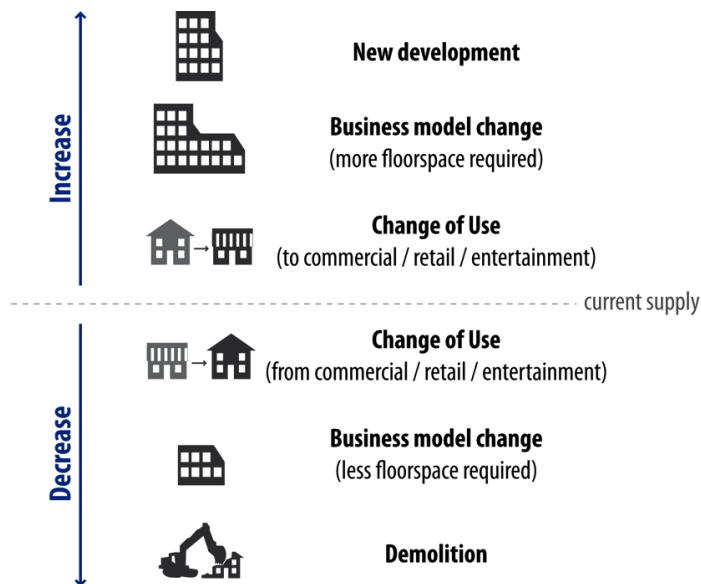 Increase
New development
Business model change
(more floorspace required)
Change of Use
(to commercial / retail / entertainment)
current supply
Decrease
Change of Use
(from commercial / retail / entertainment)
Business model change
(less floorspace required)
Demolition